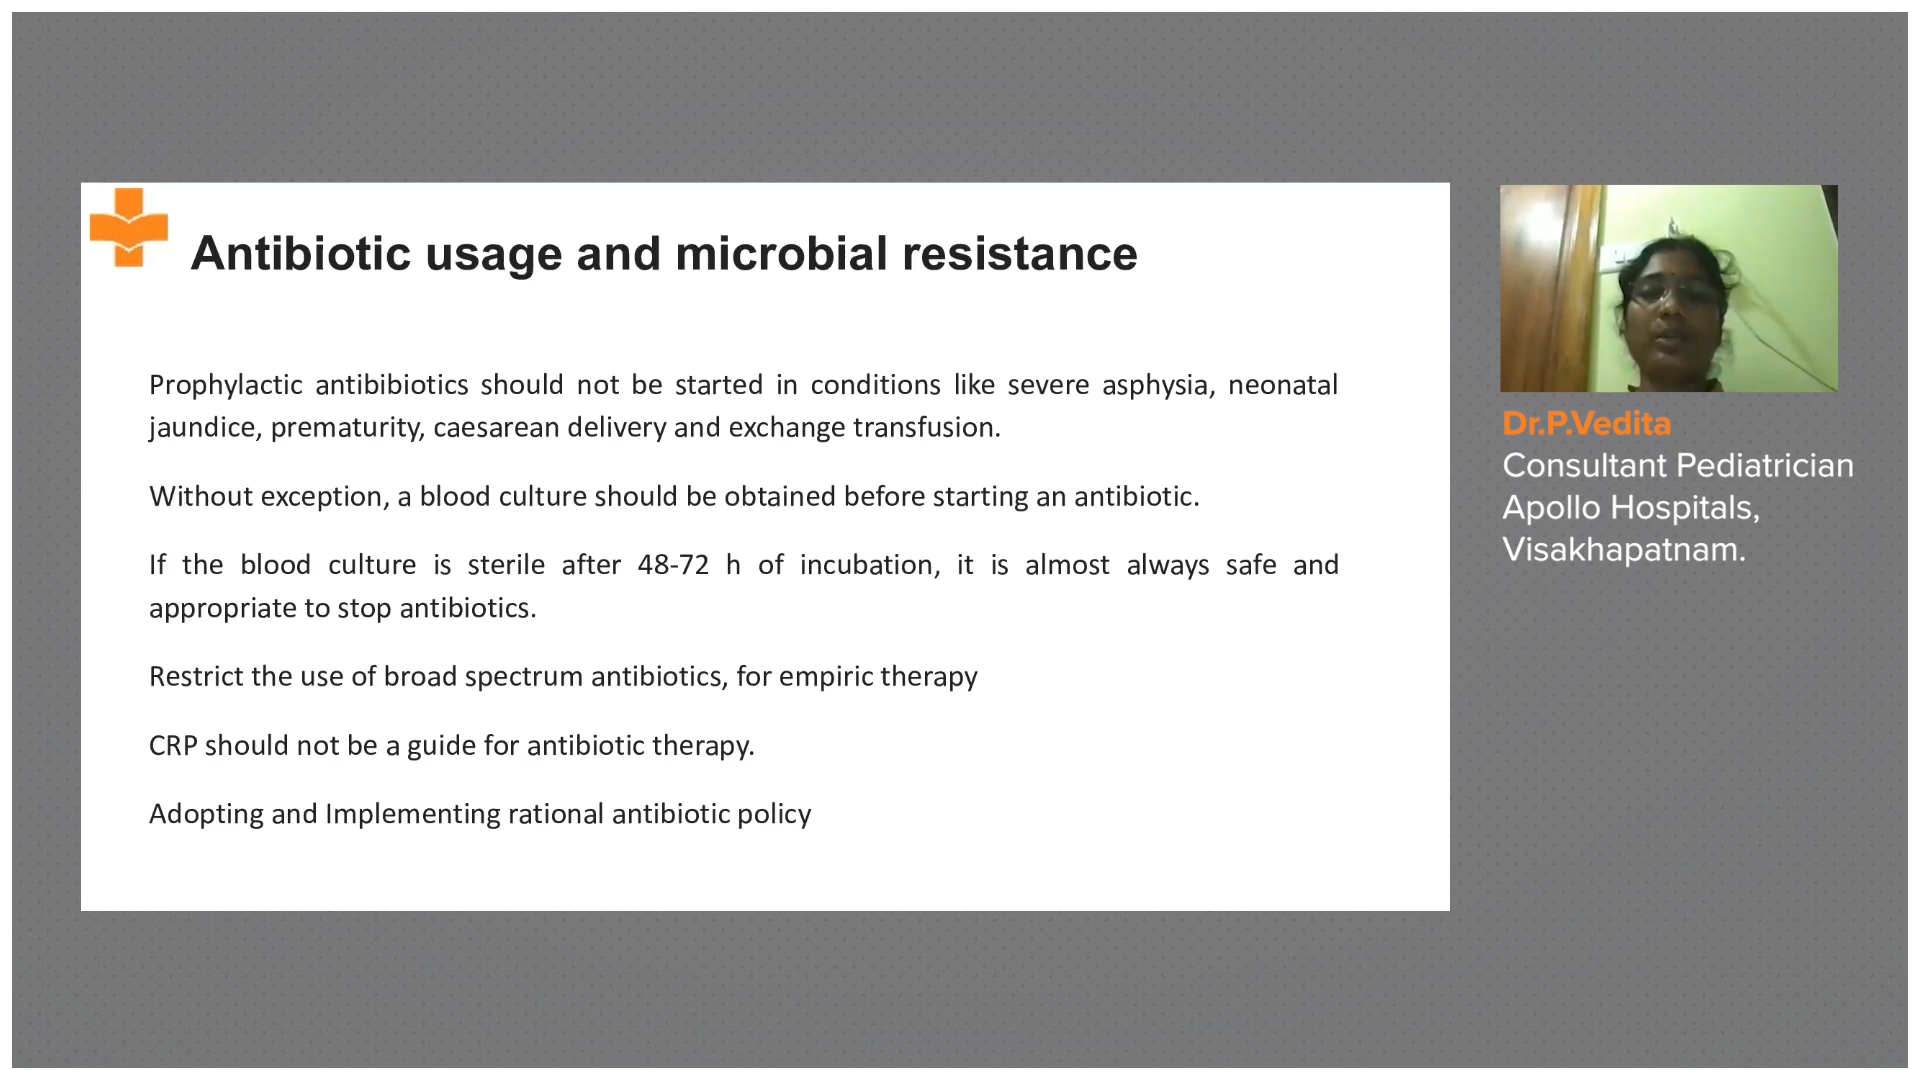 Antibiotic usage and microbial resistance
Prophylactic antibibiotics should not be started in conditions like severe asphysia, neonatal
jaundice, prematurity, caesarean delivery and exchange transfusion.
Without exception, a blood culture should be obtained before starting an antibiotic.
If the blood culture is sterile after 48-72 h of incubation, it is almost always safe and
appropriate to stop antibiotics.
Restrict the use of broad spectrum antibiotics, for empiric therapy
CRP should not be a guide for antibiotic therapy.
Adopting and Implementing rational antibiotic policy
Dr.P.Vedita
Consultant Pediatrician
Apollo Hospitals,
Visakhapatnam.